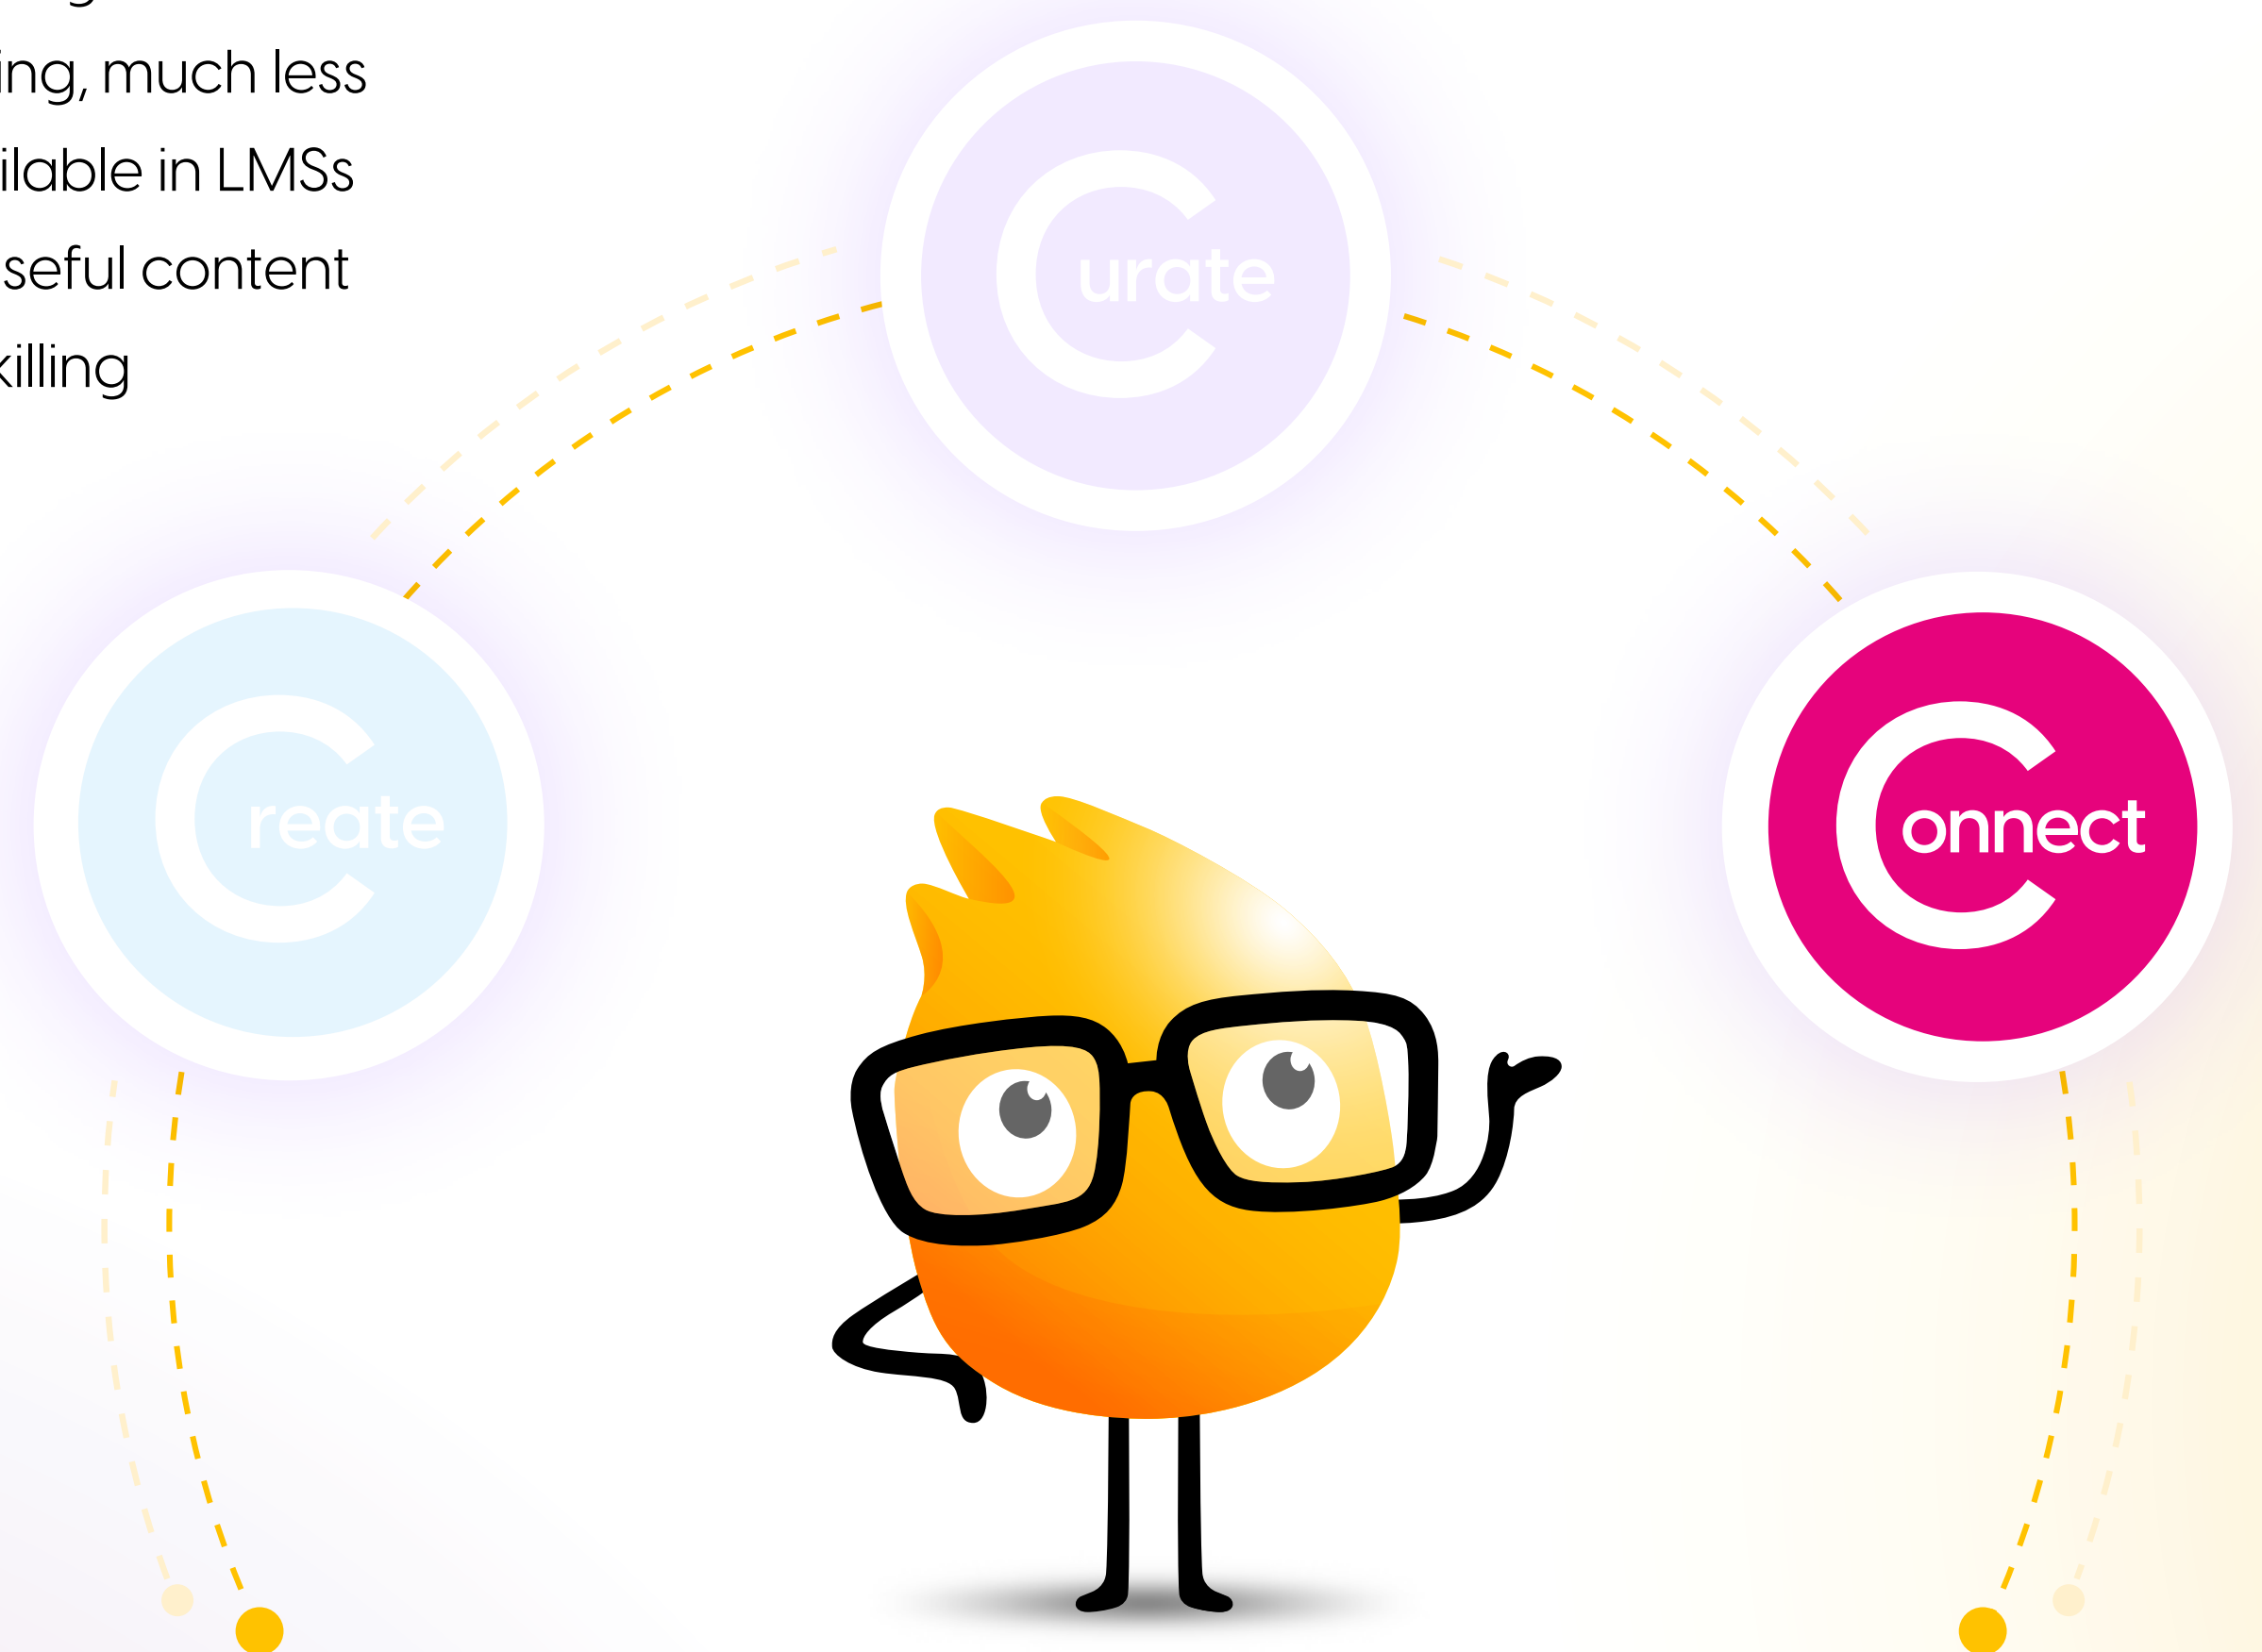 ing, much less
ilable in LMSs
seful content
killing
Curate
Create
Connect